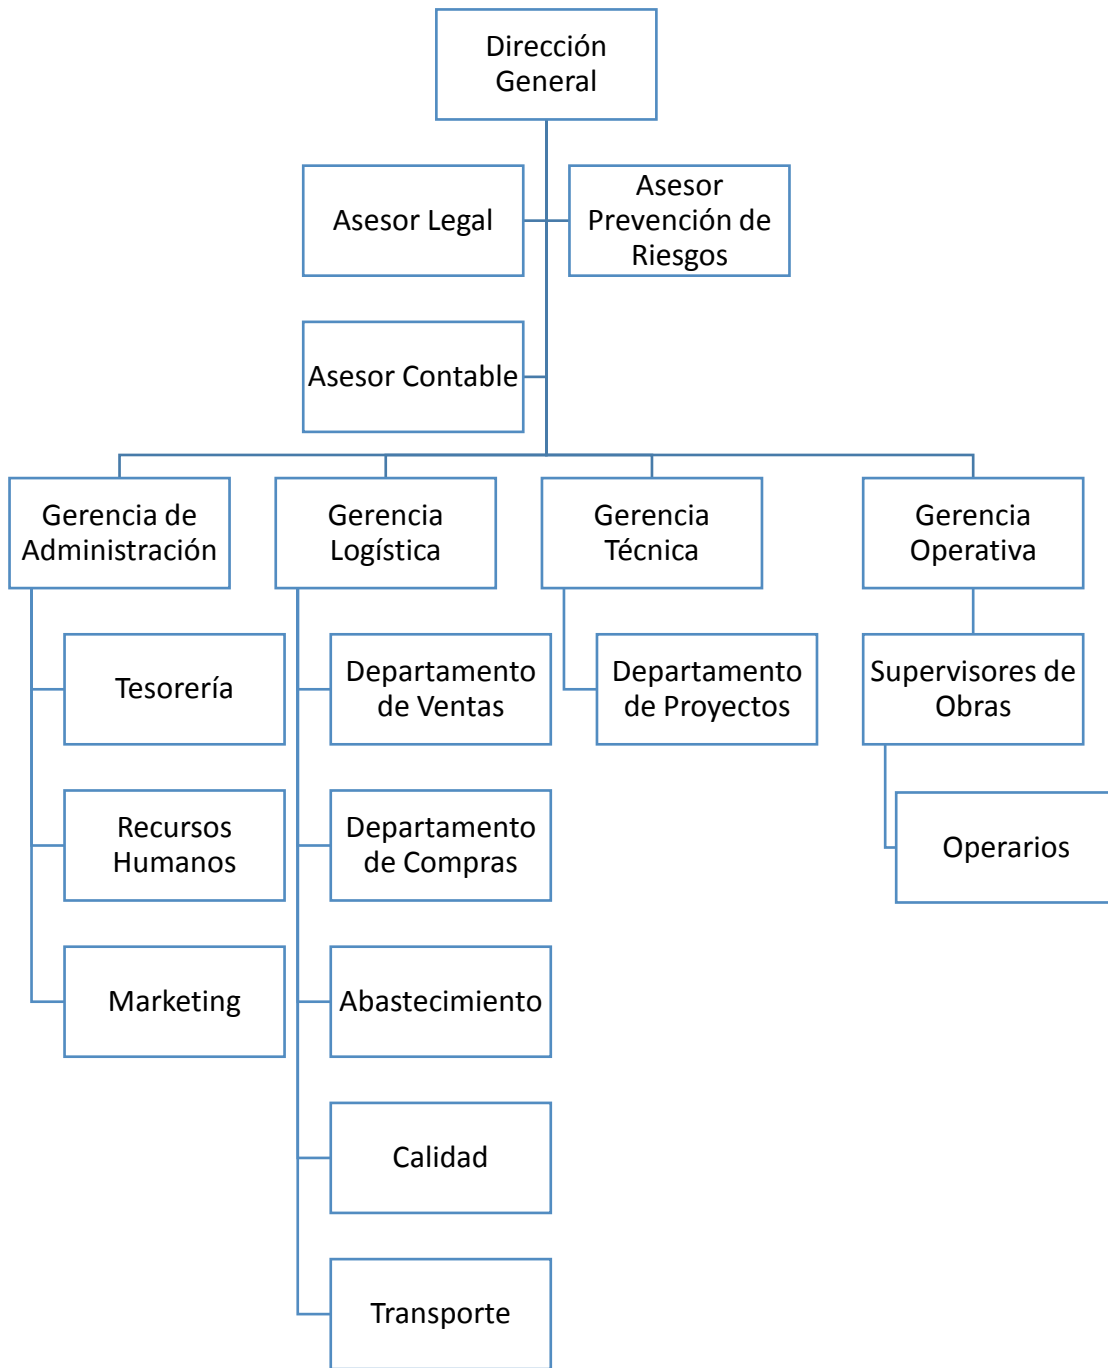 Dirección
General
Asesor Legal
Asesor
Prevención de
Riesgos
Asesor Contable
Gerencia de
Administración
Gerencia
Logística
Gerencia
Técnica
Gerencia
Operativa
Tesorería
Departamento
de Ventas
Departamento
de Proyectos
Supervisores de
Obras
Recursos
Humanos
Departamento
de Compras
Operarios
Marketing
Abastecimiento
Calidad
Transporte